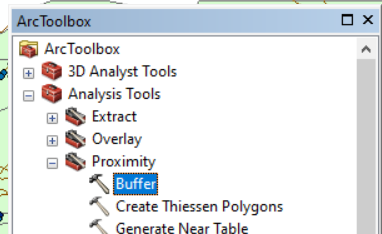 ArcToolbox
ArcToolbox
3D Analyst Tools
Analysis Tools
Extract
Overlay
Proximity
Buffer
Create Thiessen Polygons
Generate Near Table